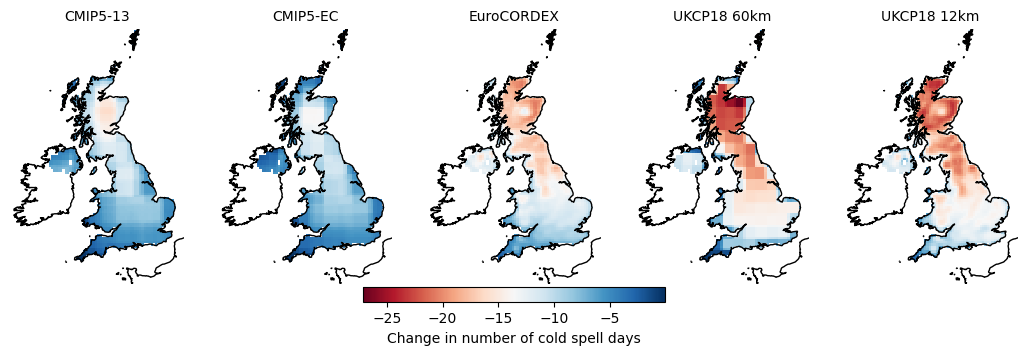 CMIP5-13 CMIP5-EC EuroCORDEX UKCP18 60km UKCP18 12km
−25 −20 −15 −10 −5
Change in number of cold spell days